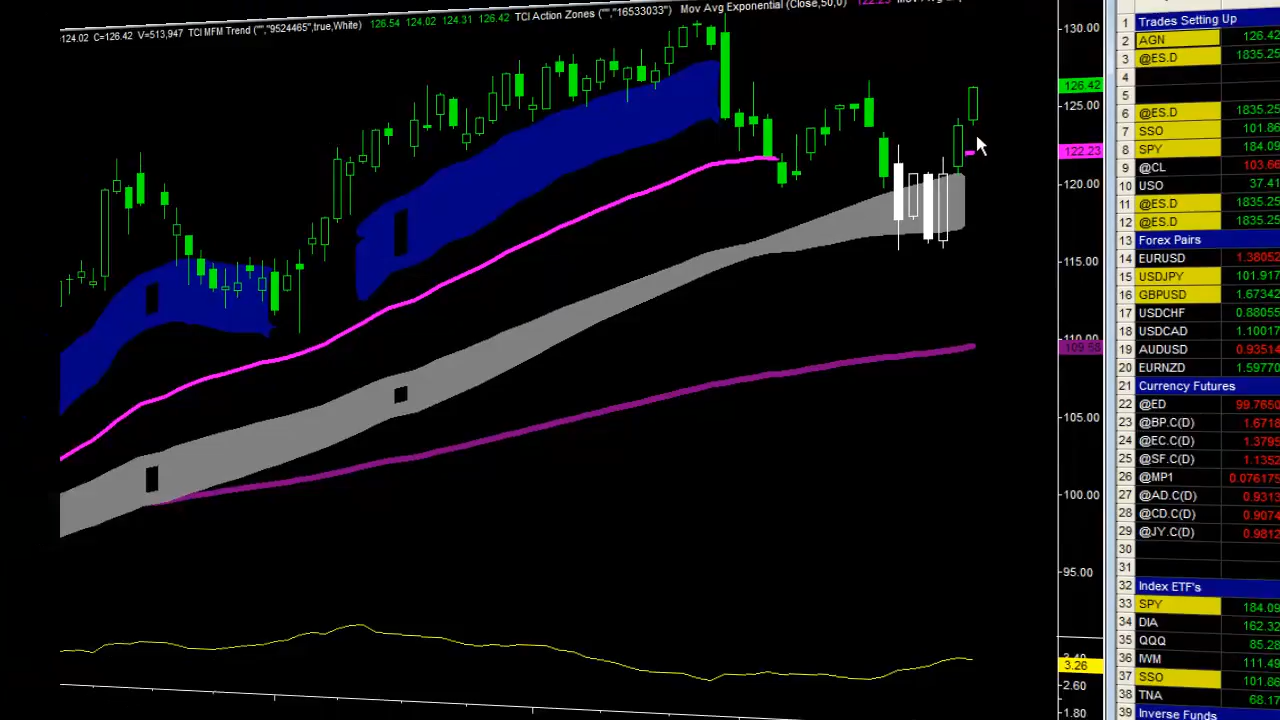 124.02 C=126.42 V=513,947 TCI MFM Trend ("","9524465",true,White) 126.54 124.02 124.31 126.42 TCI Action Zones ("","16533033") Mov Avg Exponential (Close,50,0) 122.23
130.00
126.42
125.00
122.23
120.00
115.00
110.00
109.58
105.00
100.00
95.00
3.40
3.26
2.60
1.80
1 Trades Setting Up
2 AGN 126.42
3 @ES.D 1835.25
4
5
6 @ES.D 1835.25
7 SSO 101.86
8 SPY 184.09
9 @CL 103.66
10 USO 37.41
11 @ES.D 1835.25
12 @ES.D 1835.25
13 Forex Pairs
14 EURUSD 1.38052
15 USDJPY 101.917
16 GBPUSD 1.67342
17 USDCHF 0.88055
18 USDCAD 1.10017
19 AUDUSD 0.93514
20 EURNZD 1.59770
21 Currency Futures
22 @ED 99.7650
23 @BP.C(D) 1.6718
24 @EC.C(D) 1.3795
25 @SF.C(D) 1.1352
26 @MP1 0.076175
27 @AD.C(D) 0.9313
28 @CD.C(D) 0.9074
29 @JY.C(D) 0.9812
30
31
32 Index ETF's
33 SPY 184.09
34 DIA 162.32
35 QQQ 85.28
36 IWM 111.49
37 SSO 101.86
38 TNA 68.17
39 Inverse Funds